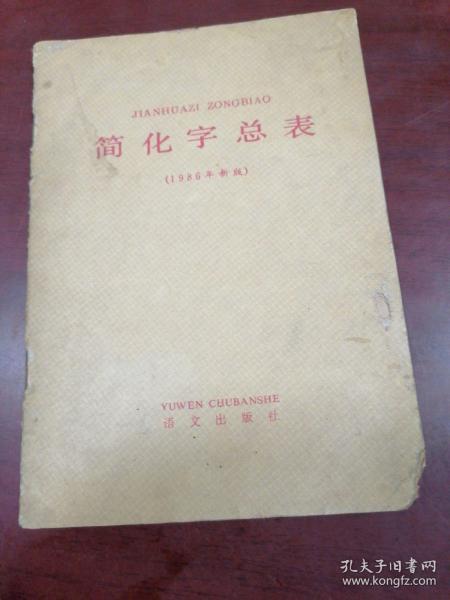 JIANHUAZI ZONGBIAO
简化字总表
(1986年新版)
YUWEN CHUBANSHE
语文出版社
孔夫子旧书网
www.kongfz.com